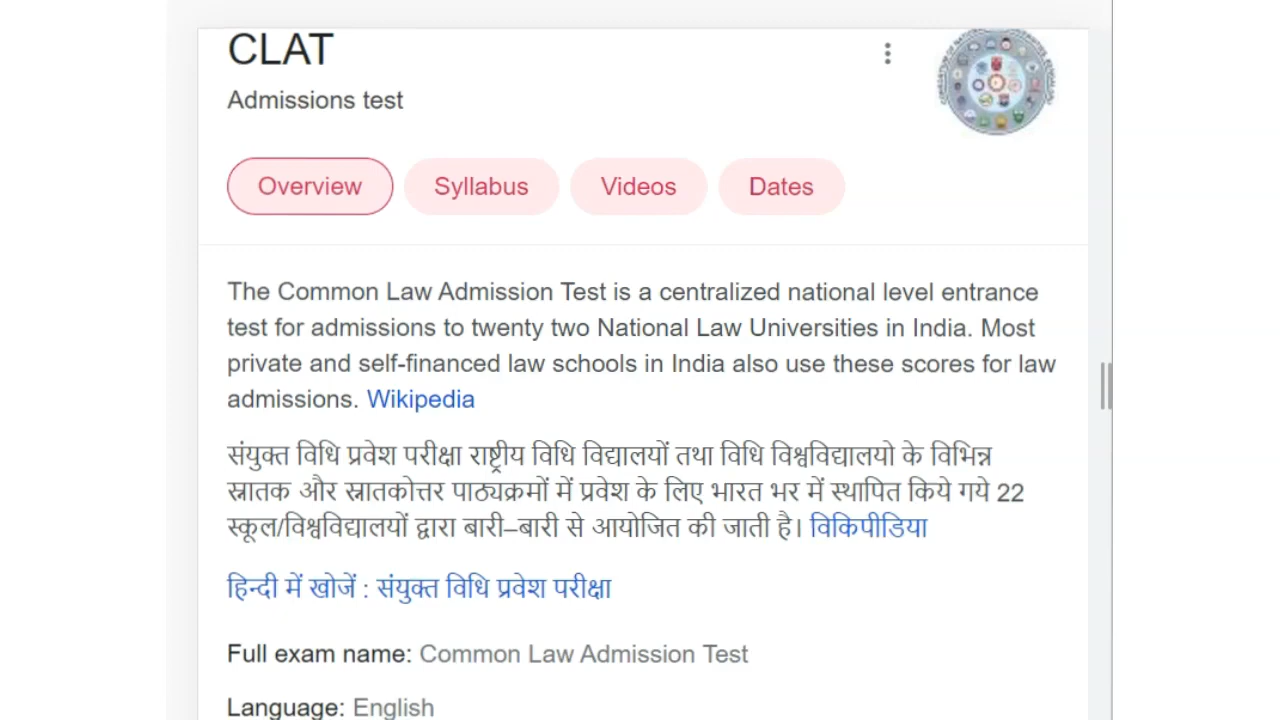 CLAT
Admissions test
Overview Syllabus Videos Dates
The Common Law Admission Test is a centralized national level entrance
test for admissions to twenty two National Law Universities in India. Most
private and self-financed law schools in India also use these scores for law
admissions. Wikipedia
संयुक्त विधि प्रवेश परीक्षा राष्ट्रीय विधि विद्यालयों तथा विधि विश्वविद्यालयो के विभिन्न
स्नातक और स्नातकोत्तर पाठ्यक्रमों में प्रवेश के लिए भारत भर में स्थापित किये गये 22
स्कूल/विश्वविद्यालयों द्वारा बारी–बारी से आयोजित की जाती है। विकिपीडिया
हिन्दी में खोजें : संयुक्त विधि प्रवेश परीक्षा
Full exam name: Common Law Admission Test
Language: English